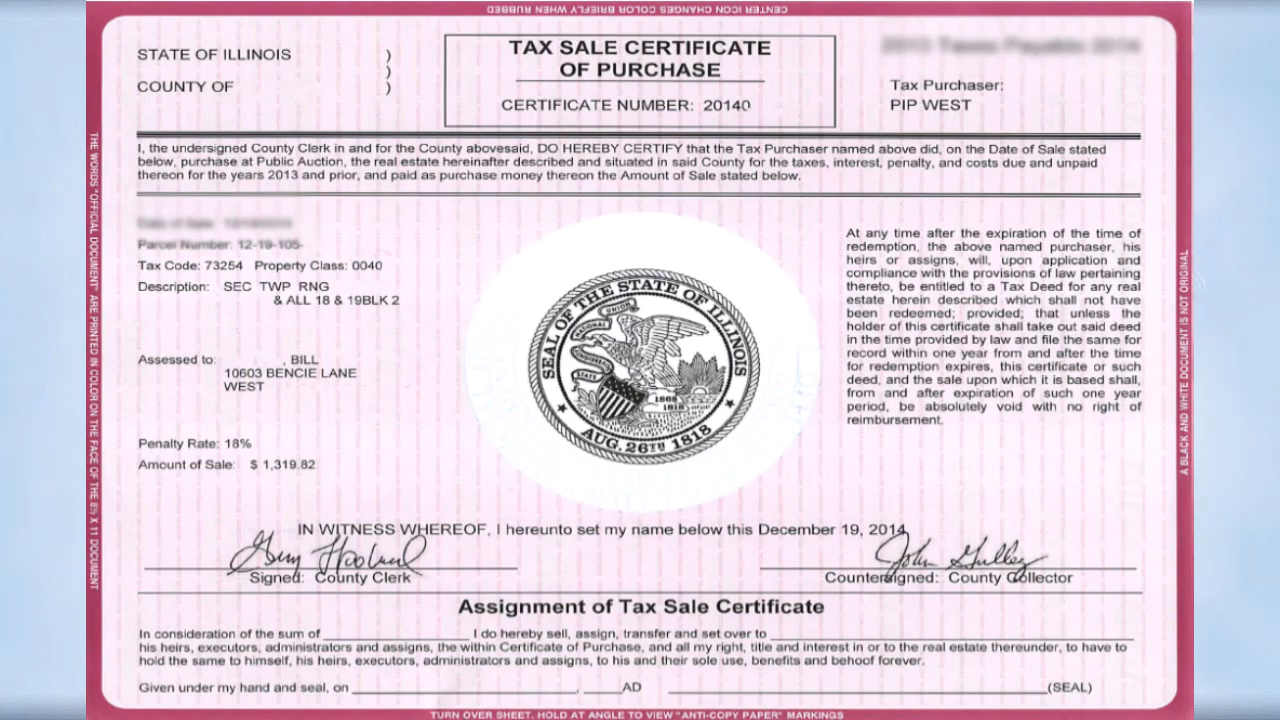 CENTER ICON CHANGES COLOR BRIEFLY WHEN RUBBED
STATE OF ILLINOIS )
)
COUNTY OF )
TAX SALE CERTIFICATE
OF PURCHASE
CERTIFICATE NUMBER: 20140
Tax Purchaser:
PIP WEST
I, the undersigned County Clerk in and for the County abovesaid, DO HEREBY CERTIFY that the Tax Purchaser named above did, on the Date of Sale stated
below, purchase at Public Auction, the real estate hereinafter described and situated in said County for the taxes, interest, penalty, and costs due and unpaid
thereon for the years 2013 and prior, and paid as purchase money thereon the Amount of Sale stated below.
Parcel Number: 12-19-105-
Tax Code: 73254 Property Class: 0040
Description: SEC TWP RNG
& ALL 18 & 19BLK 2
Assessed to: , BILL
10603 BENCIE LANE
WEST
Penalty Rate: 18%
Amount of Sale: $ 1,319.82
SEAL OF THE STATE OF ILLINOIS
NATIONAL UNION
SOVEREIGNTY
STATE
1868
1818
AUG. 26TH 1818
At any time after the expiration of the time of
redemption, the above named purchaser, his
heirs or assigns, will, upon application and
compliance with the provisions of law pertaining
thereto, be entitled to a Tax Deed for any real
estate herein described which shall not have
been redeemed; provided; that unless the
holder of this certificate shall take out said deed
in the time provided by law and file the same for
record within one year from and after the time
for redemption expires, this certificate or such
deed, and the sale upon which it is based shall,
from and after expiration of such one year
period, be absolutely void with no right of
reimbursement.
IN WITNESS WHEREOF, I hereunto set my name below this December 19, 2014
John Gulley
Signed: County Clerk
Countersigned: County Collector
Assignment of Tax Sale Certificate
In consideration of the sum of ______ I do hereby sell, assign, transfer and set over to ______
his heirs, executors, administrators and assigns, the within Certificate of Purchase, and all my right, title and interest in or to the real estate thereunder, to have to
hold the same to himself, his heirs, executors, administrators and assigns, to his and their sole use, benefits and behoof forever.
Given under my hand and seal, on ______, ____AD ______(SEAL)
THE WORDS "OFFICIAL DOCUMENT" ARE PRINTED IN COLOR ON THE FACE OF THE 8½ X 11 DOCUMENT
A BLACK AND WHITE DOCUMENT IS NOT ORIGINAL
TURN OVER SHEET. HOLD AT ANGLE TO VIEW "ANTI-COPY PAPER" MARKINGS